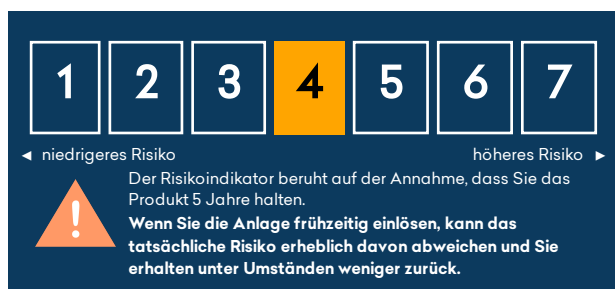 1 2 3 4 5 6 7
◄ niedrigeres Risiko höheres Risiko ►
Der Risikoindikator beruht auf der Annahme, dass Sie das
Produkt 5 Jahre halten.
Wenn Sie die Anlage frühzeitig einlösen, kann das
tatsächliche Risiko erheblich davon abweichen und Sie
erhalten unter Umständen weniger zurück.